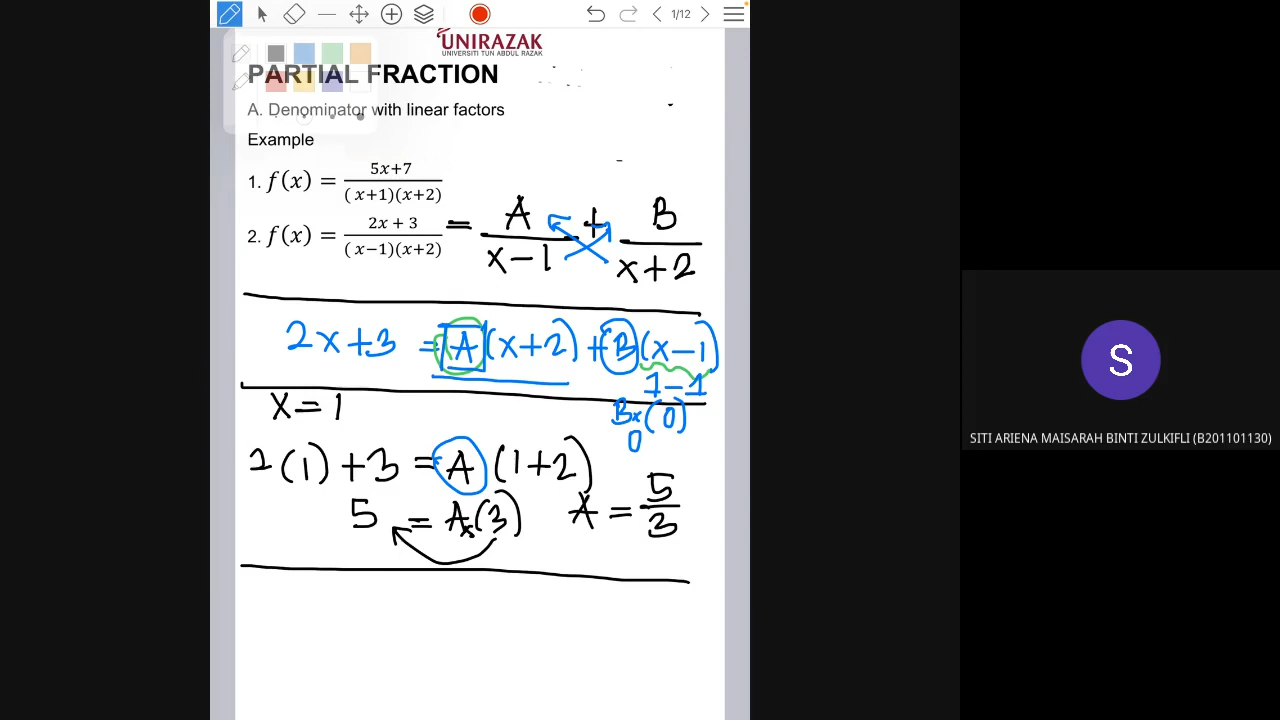 1/12
UNIRAZAK
UNIVERSITI TUN ABDUL RAZAK
PARTIAL FRACTION
A. Denominator with linear factors
Example
1. f(x) = 5x+7 / (x+1)(x+2)
2. f(x) = 2x + 3 / (x−1)(x+2) = A / x−1 + B / x+2
2x+3 = A (x+2) + B (x−1)
1−1
x=1
B×(0)
0
2(1)+3 = A (1+2)
5 = A×(3) A = 5/3
S
SITI ARIENA MAISARAH BINTI ZULKIFLI (B201101130)